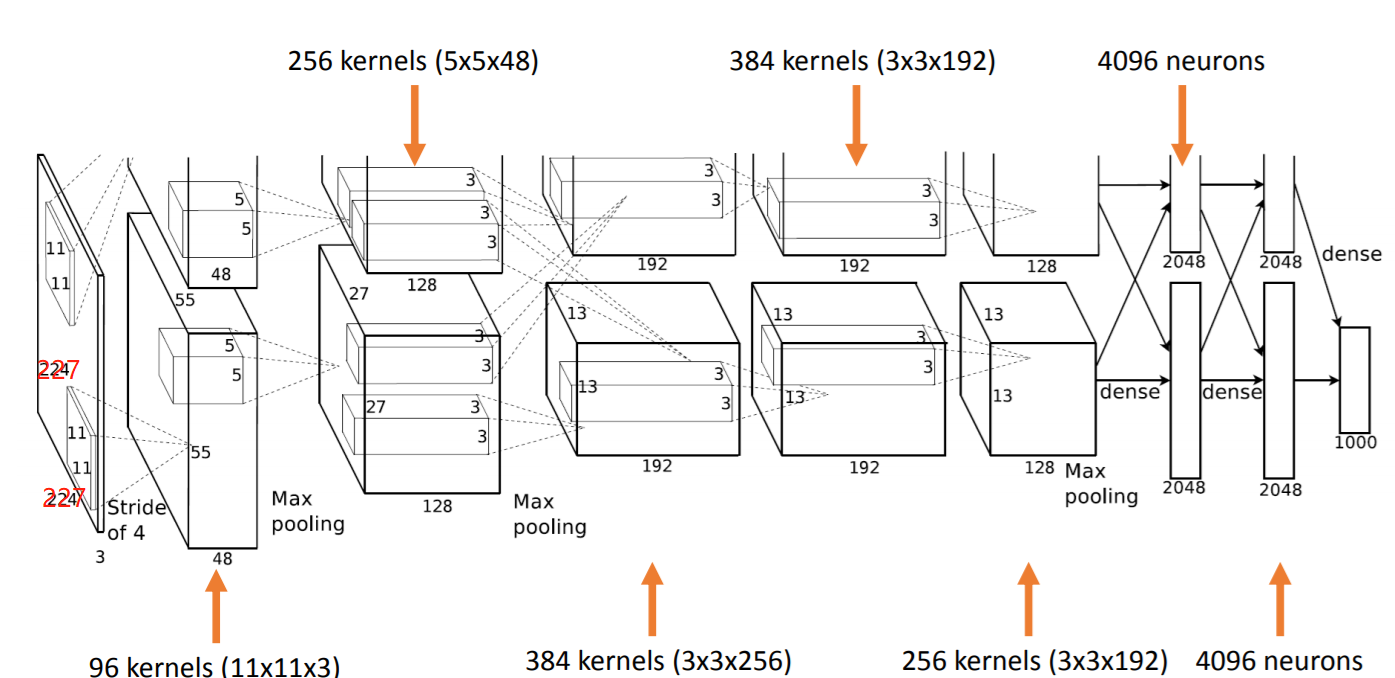 256 kernels (5x5x48)
384 kernels (3x3x192)
4096 neurons
11
11
5
5
48
55
3
3
3
128
27
3
3
192
3
3
192
128
2048
2048
dense
227
224
11
11
227
224
3
Stride
of 4
5
5
55
48
Max
pooling
3
3
27
3
3
128
Max
pooling
13
13
3
3
192
13
13
3
3
192
13
13
128
Max
pooling
dense
2048
dense
2048
1000
96 kernels (11x11x3)
384 kernels (3x3x256)
256 kernels (3x3x192)
4096 neurons